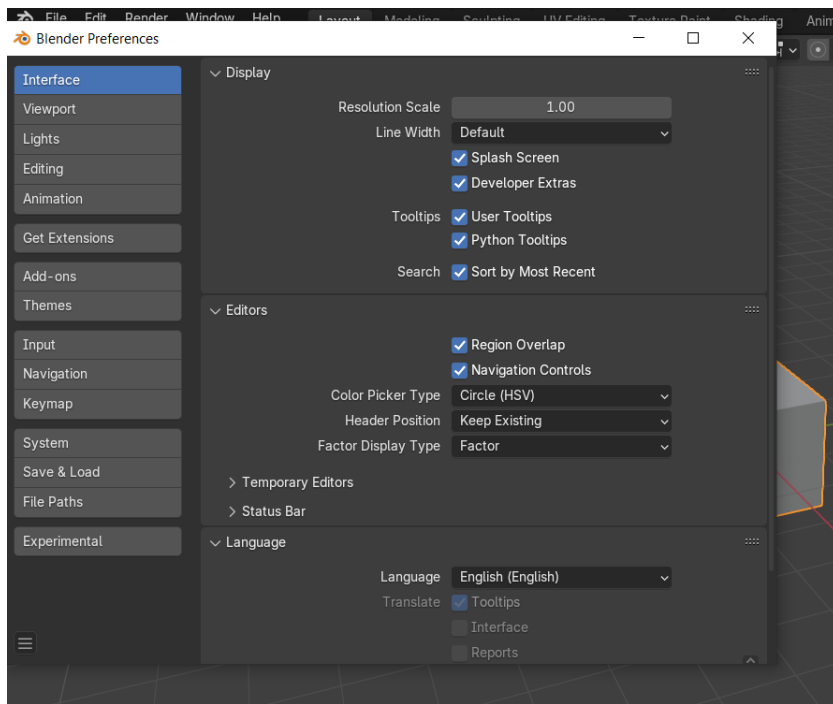 File Edit Render Window Help Layout Modeling Sculpting UV Editing Texture Paint Shading Anim
Blender Preferences
Interface
Viewport
Lights
Editing
Animation
Get Extensions
Add-ons
Themes
Input
Navigation
Keymap
System
Save & Load
File Paths
Experimental
Display
Resolution Scale 1.00
Line Width Default
Splash Screen
Developer Extras
Tooltips User Tooltips
Python Tooltips
Search Sort by Most Recent
Editors
Region Overlap
Navigation Controls
Color Picker Type Circle (HSV)
Header Position Keep Existing
Factor Display Type Factor
Temporary Editors
Status Bar
Language
Language English (English)
Translate Tooltips
Interface
Reports